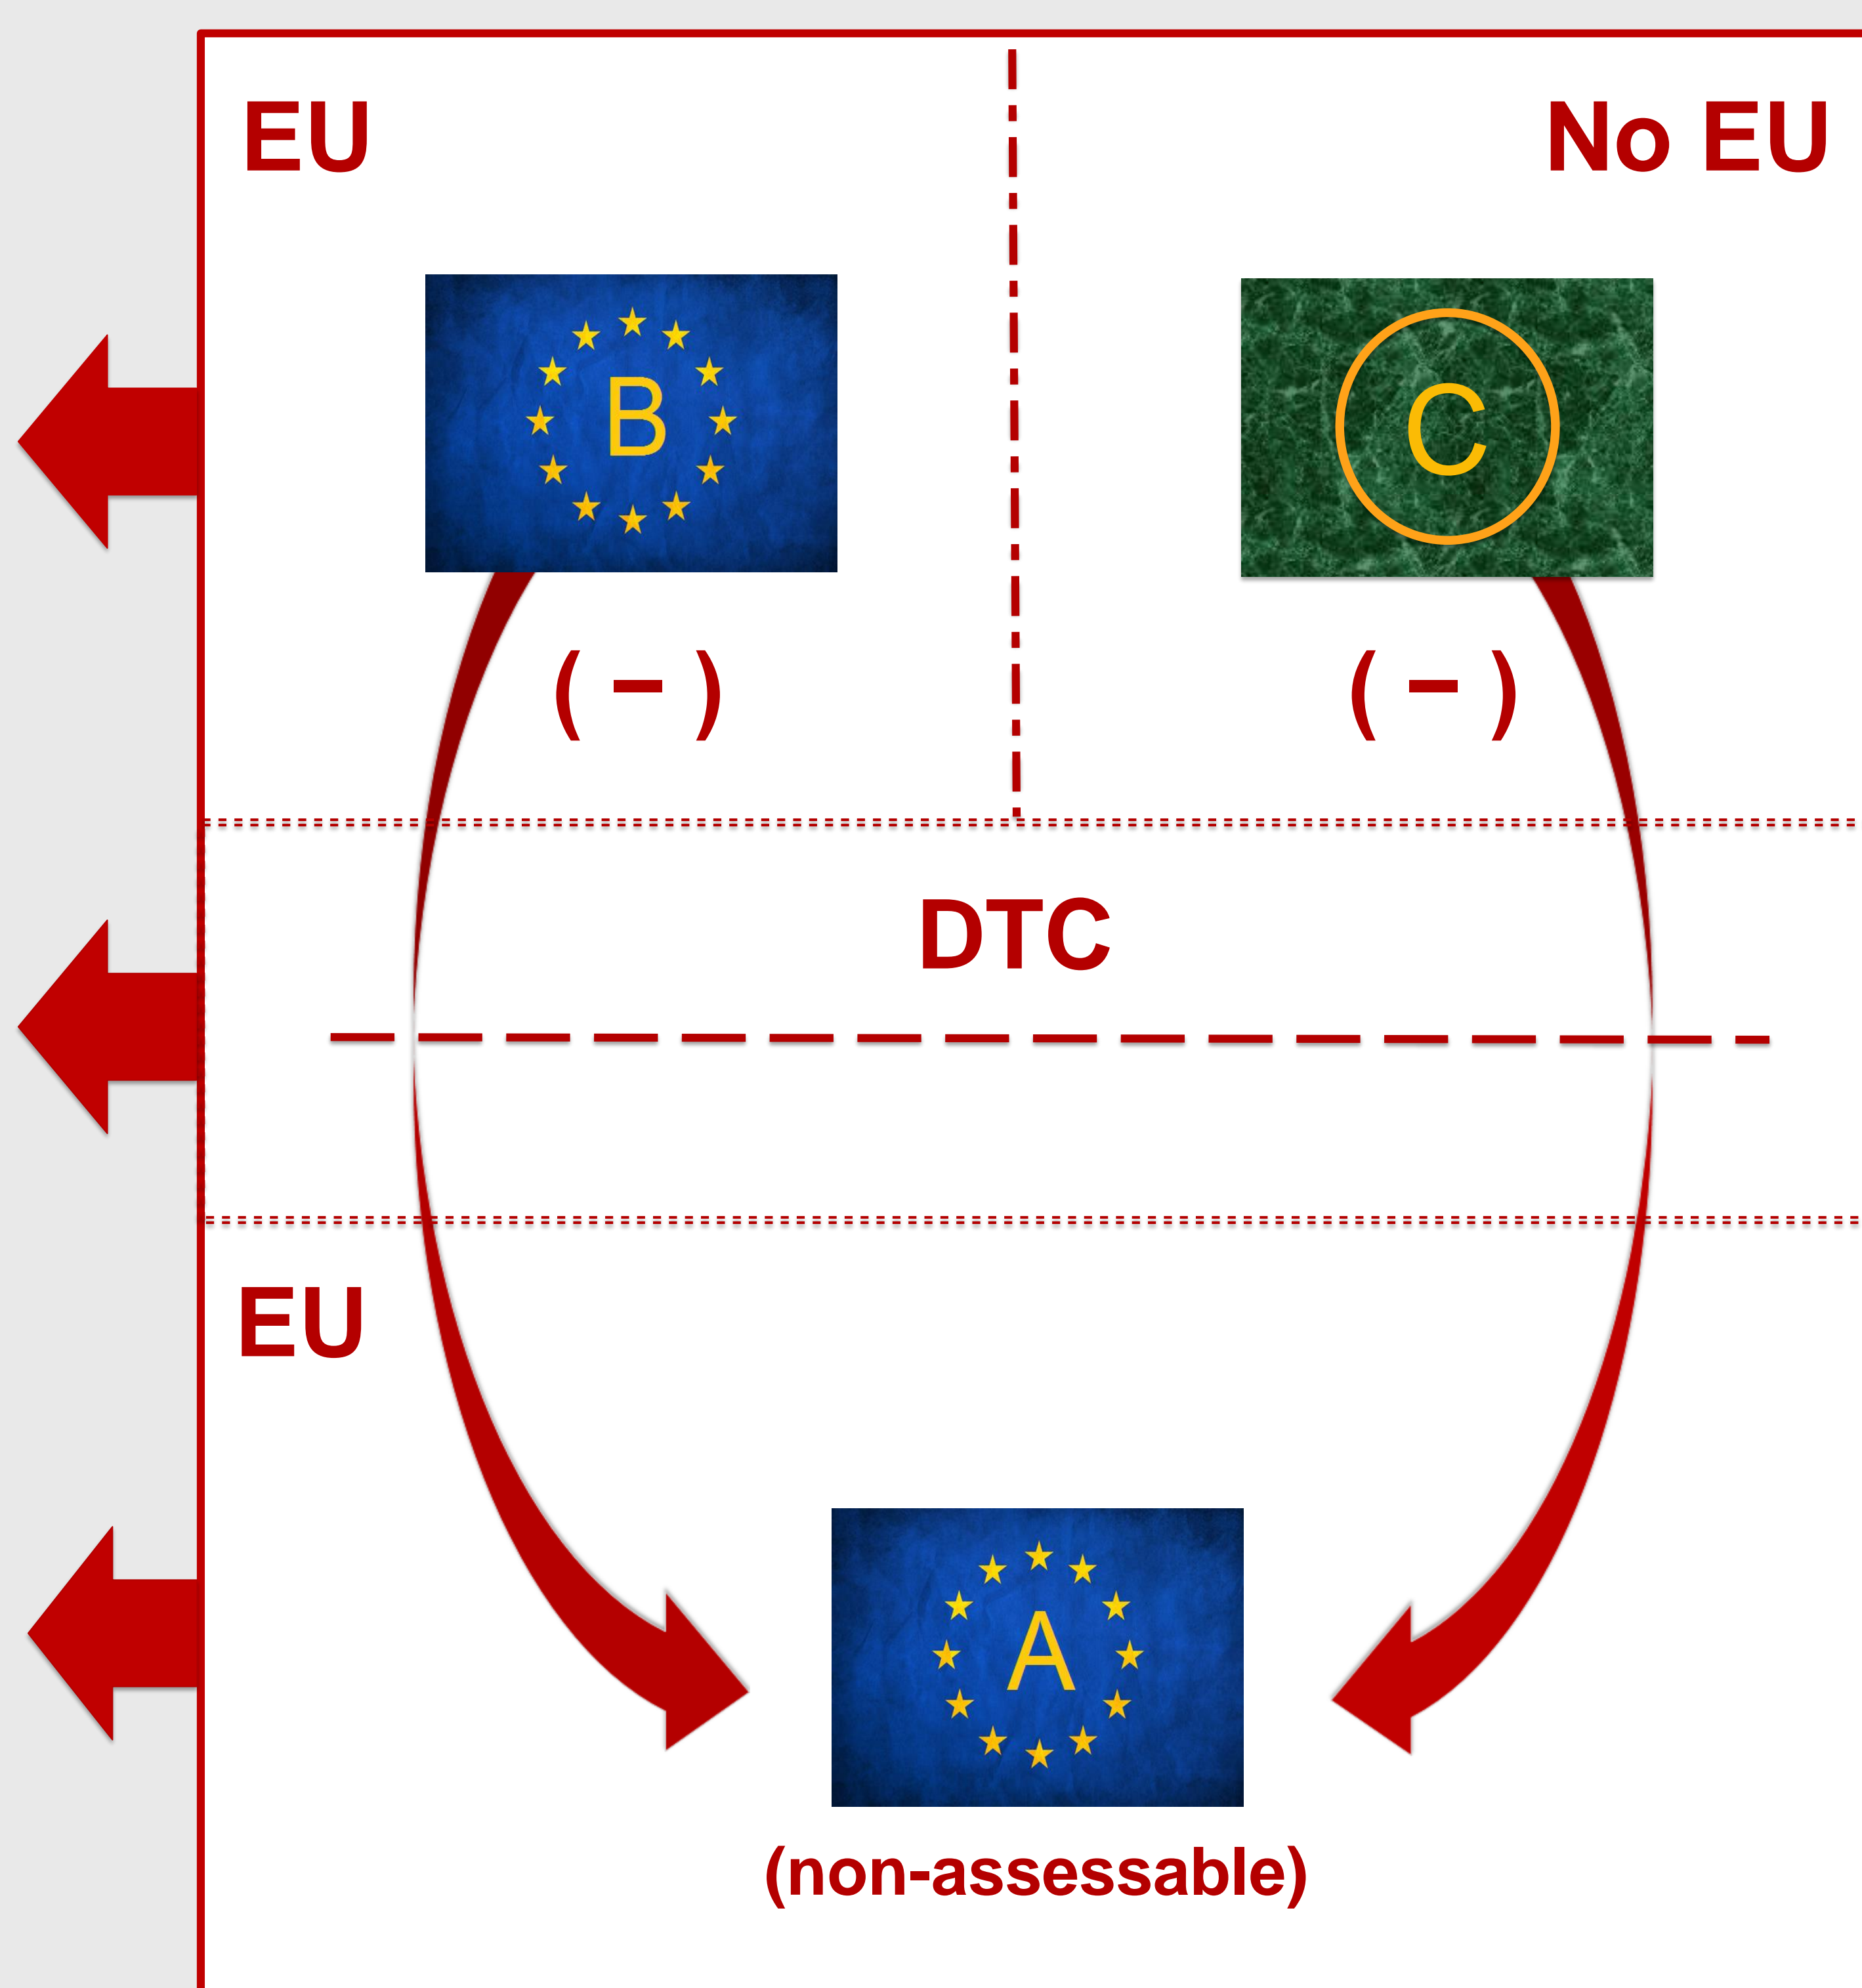 EU
No EU
B
C
( – )
( – )
DTC
EU
A
(non-assessable)